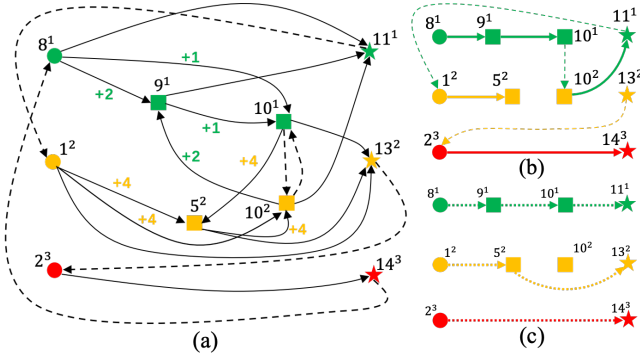 8¹
11¹
+1
+2
9¹
+1
10¹
1²
+2
+4
13²
+4
5²
10²
+4
+4
2³
14³
(a)
8¹ 9¹ 10¹ 11¹
1² 5² 10² 13²
2³ 14³
(b)
8¹ 9¹ 10¹ 11¹
1² 5² 10² 13²
2³ 14³
(c)